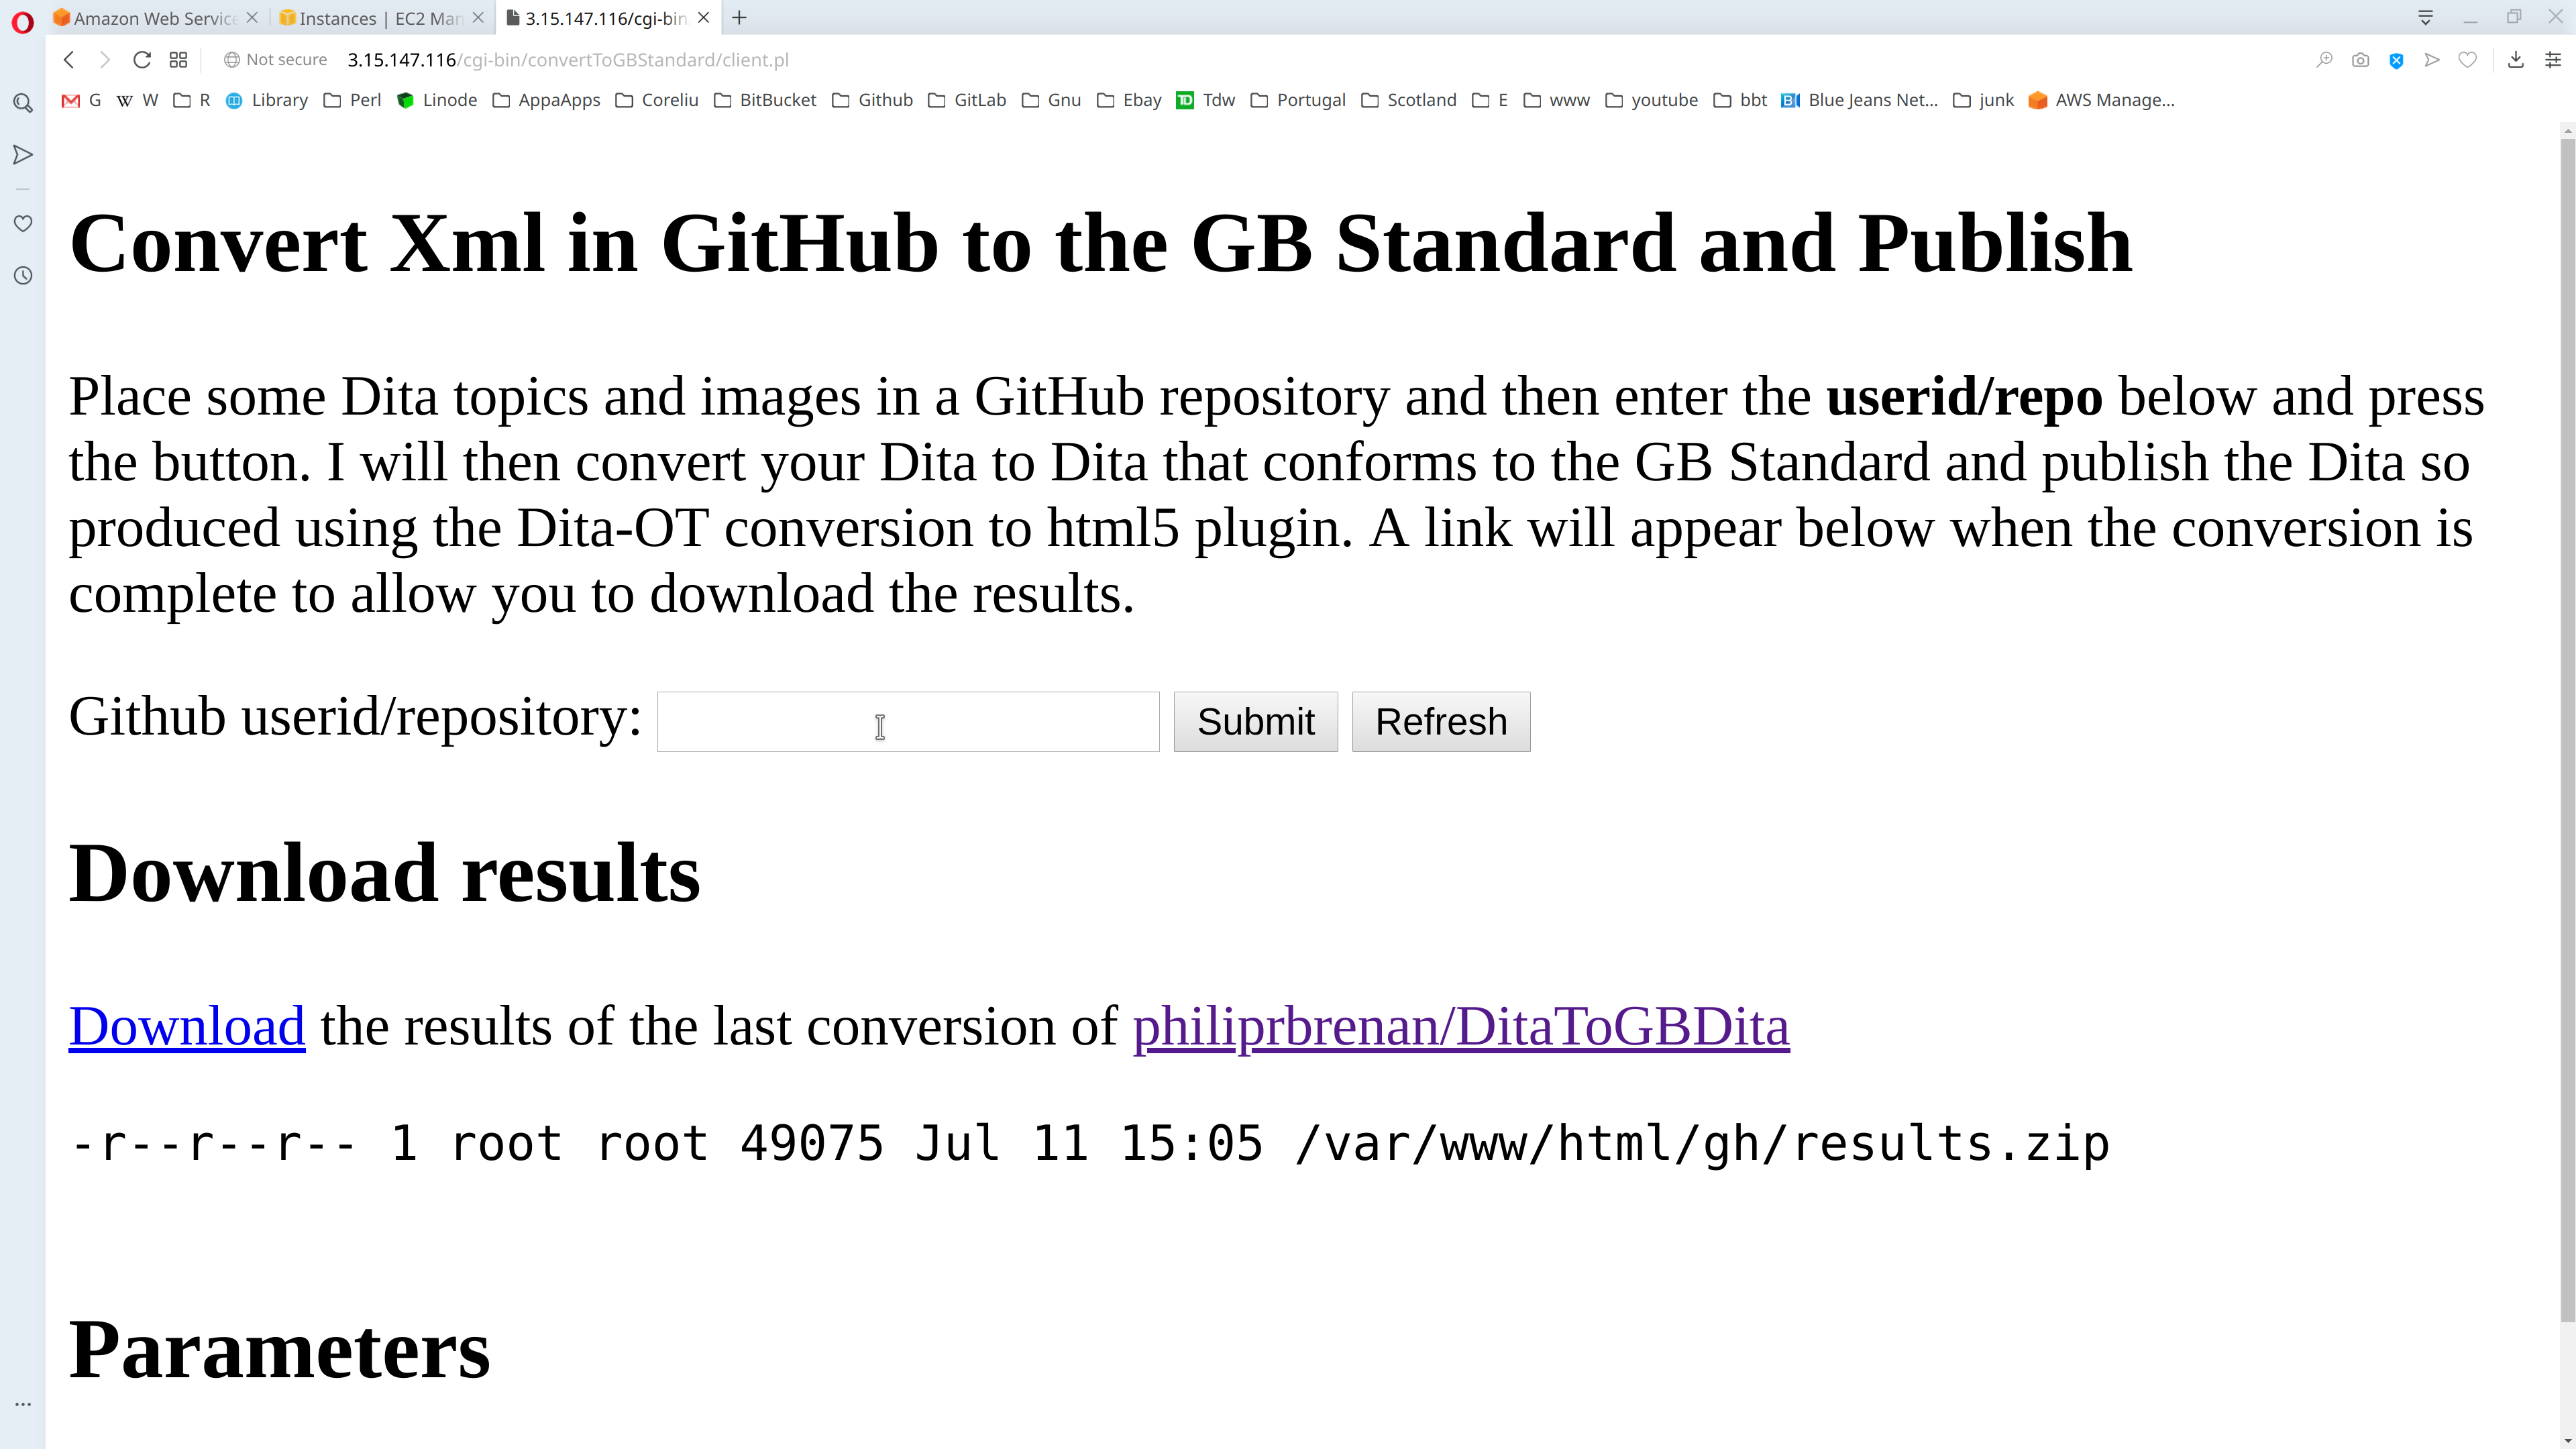 Amazon Web Service
Instances | EC2 Man
3.15.147.116/cgi-bin
Not secure 3.15.147.116/cgi-bin/convertToGBStandard/client.pl
G W R Library Perl Linode AppaApps Coreliu BitBucket Github GitLab Gnu Ebay Tdw Portugal Scotland E www youtube bbt Blue Jeans Net... junk AWS Manage...
Convert Xml in GitHub to the GB Standard and Publish
Place some Dita topics and images in a GitHub repository and then enter the userid/repo below and press
the button. I will then convert your Dita to Dita that conforms to the GB Standard and publish the Dita so
produced using the Dita-OT conversion to html5 plugin. A link will appear below when the conversion is
complete to allow you to download the results.
Github userid/repository: Submit Refresh
Download results
Download the results of the last conversion of philiprbrenan/DitaToGBDita
-r--r--r-- 1 root root 49075 Jul 11 15:05 /var/www/html/gh/results.zip
Parameters